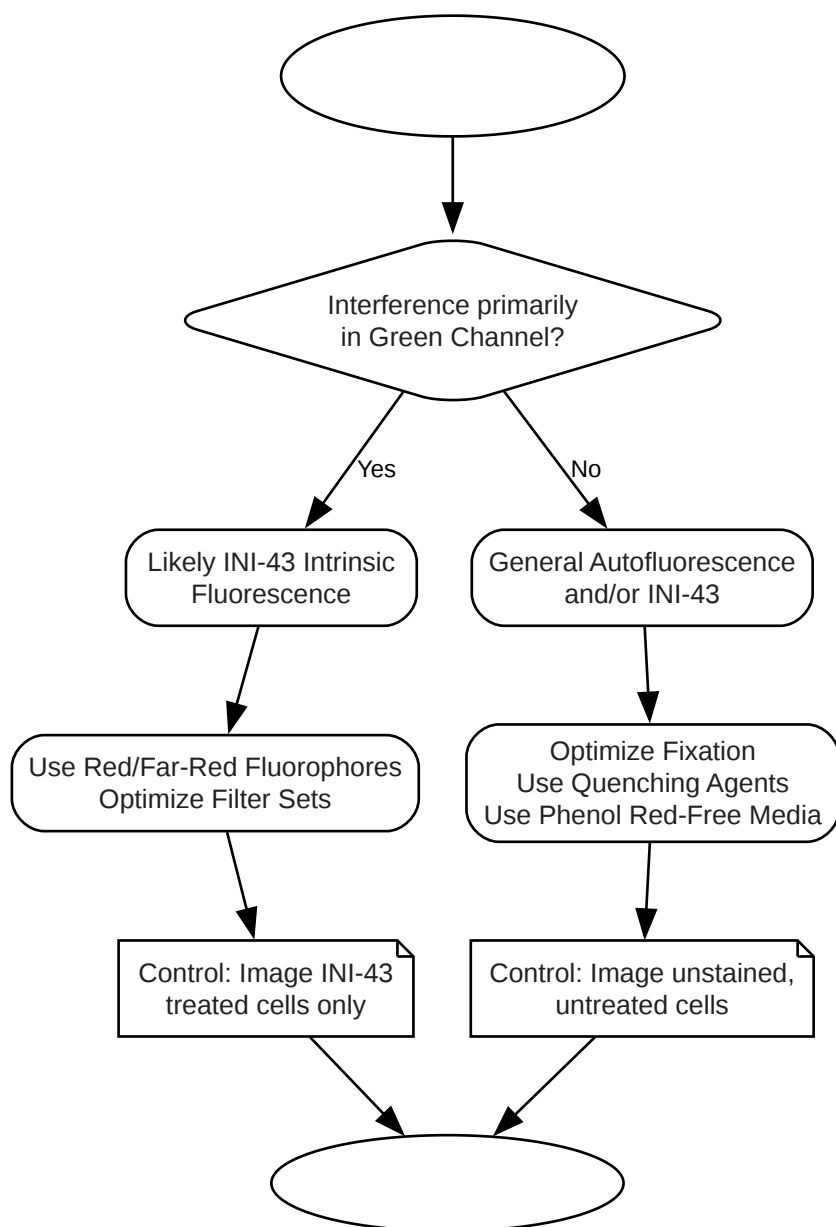 Interference primarily
in Green Channel?
Yes
No
Likely INI-43 Intrinsic
Fluorescence
General Autofluorescence
and/or INI-43
Use Red/Far-Red Fluorophores
Optimize Filter Sets
Optimize Fixation
Use Quenching Agents
Use Phenol Red-Free Media
Control: Image INI-43
treated cells only
Control: Image unstained,
untreated cells